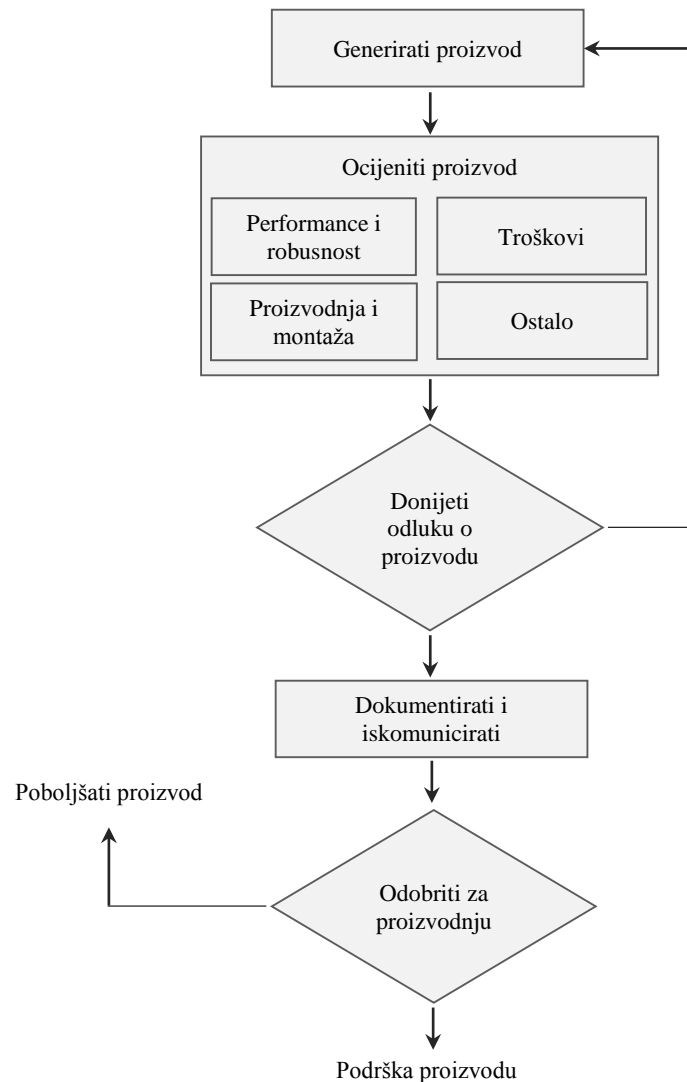 Generirati proizvod
Ocijeniti proizvod
Performance i
robusnost
Troškovi
Proizvodnja i
montaža
Ostalo
Donijeti
odluku o
proizvodu
Dokumentirati i
iskomunicirati
Poboljšati proizvod
Odobriti za
proizvodnju
Podrška proizvodu